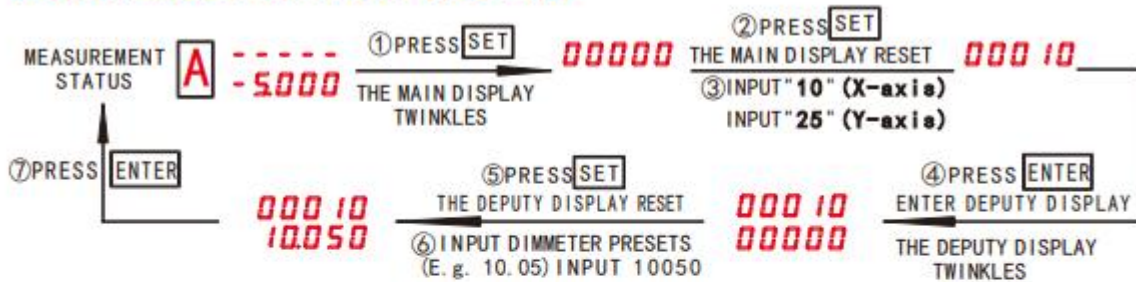 MEASUREMENT
STATUS
A
- - - - -
-5.000
①PRESS SET
THE MAIN DISPLAY
TWINKLES
00000
②PRESS SET
THE MAIN DISPLAY RESET
③INPUT"10" (X-axis)
INPUT"25" (Y-axis)
00010
④PRESS ENTER
ENTER DEPUTY DISPLAY
THE DEPUTY DISPLAY
TWINKLES
00010
00000
⑤PRESS SET
THE DEPUTY DISPLAY RESET
⑥INPUT DIMMETER PRESETS
(E.g. 10.05) INPUT 10050
00010
10.050
⑦PRESS ENTER